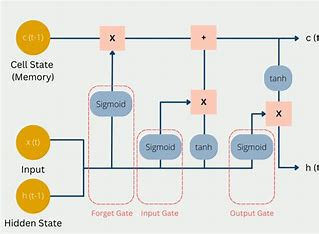 c (t-1)
X
+
c (t
Cell State
(Memory)
tanh
Sigmoid
X
X
x (t)
Sigmoid
tanh
Sigmoid
Input
h (t
h (t-1)
Hidden State
Forget Gate
Input Gate
Output Gate